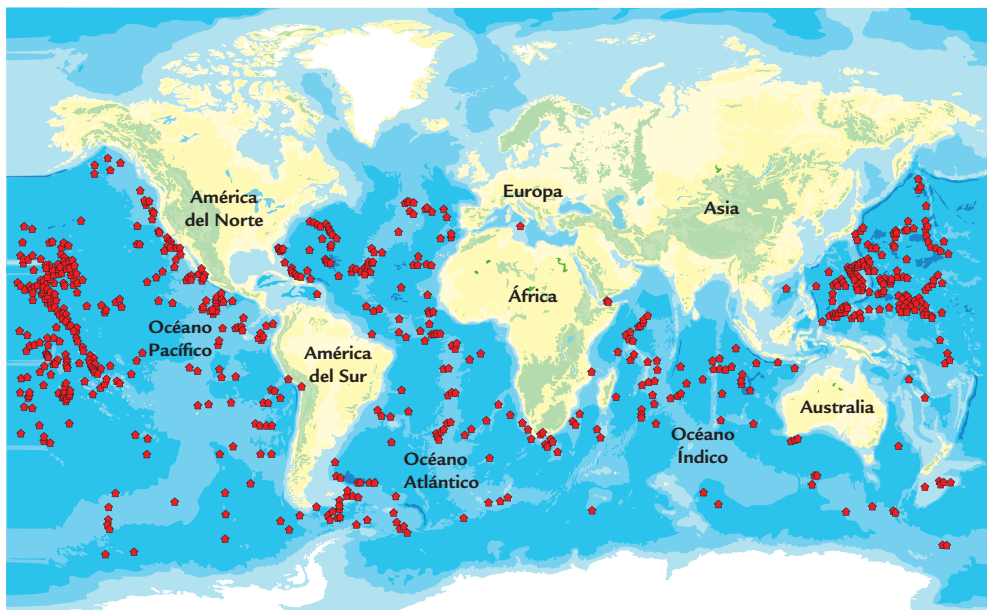 América
del Norte
Europa
Asia
África
Océano
Pacífico
América
del Sur
Australia
Océano
Atlántico
Océano
Índico